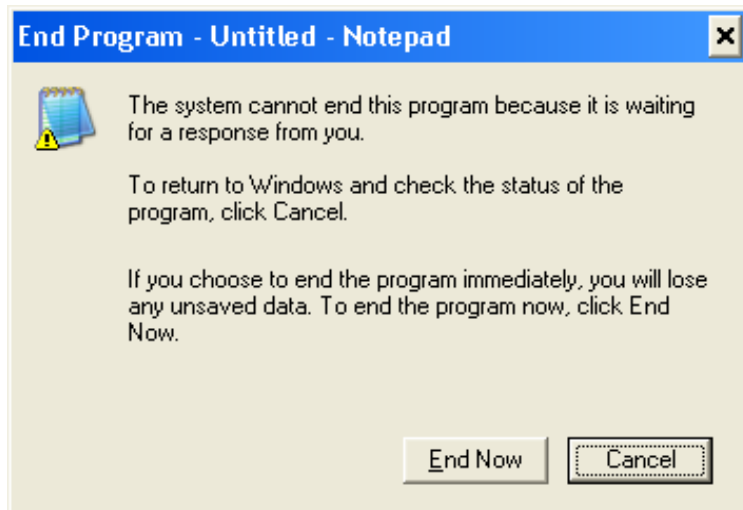 End Program - Untitled - Notepad
The system cannot end this program because it is waiting
for a response from you.
To return to Windows and check the status of the
program, click Cancel.
If you choose to end the program immediately, you will lose
any unsaved data. To end the program now, click End
Now.
End Now
Cancel